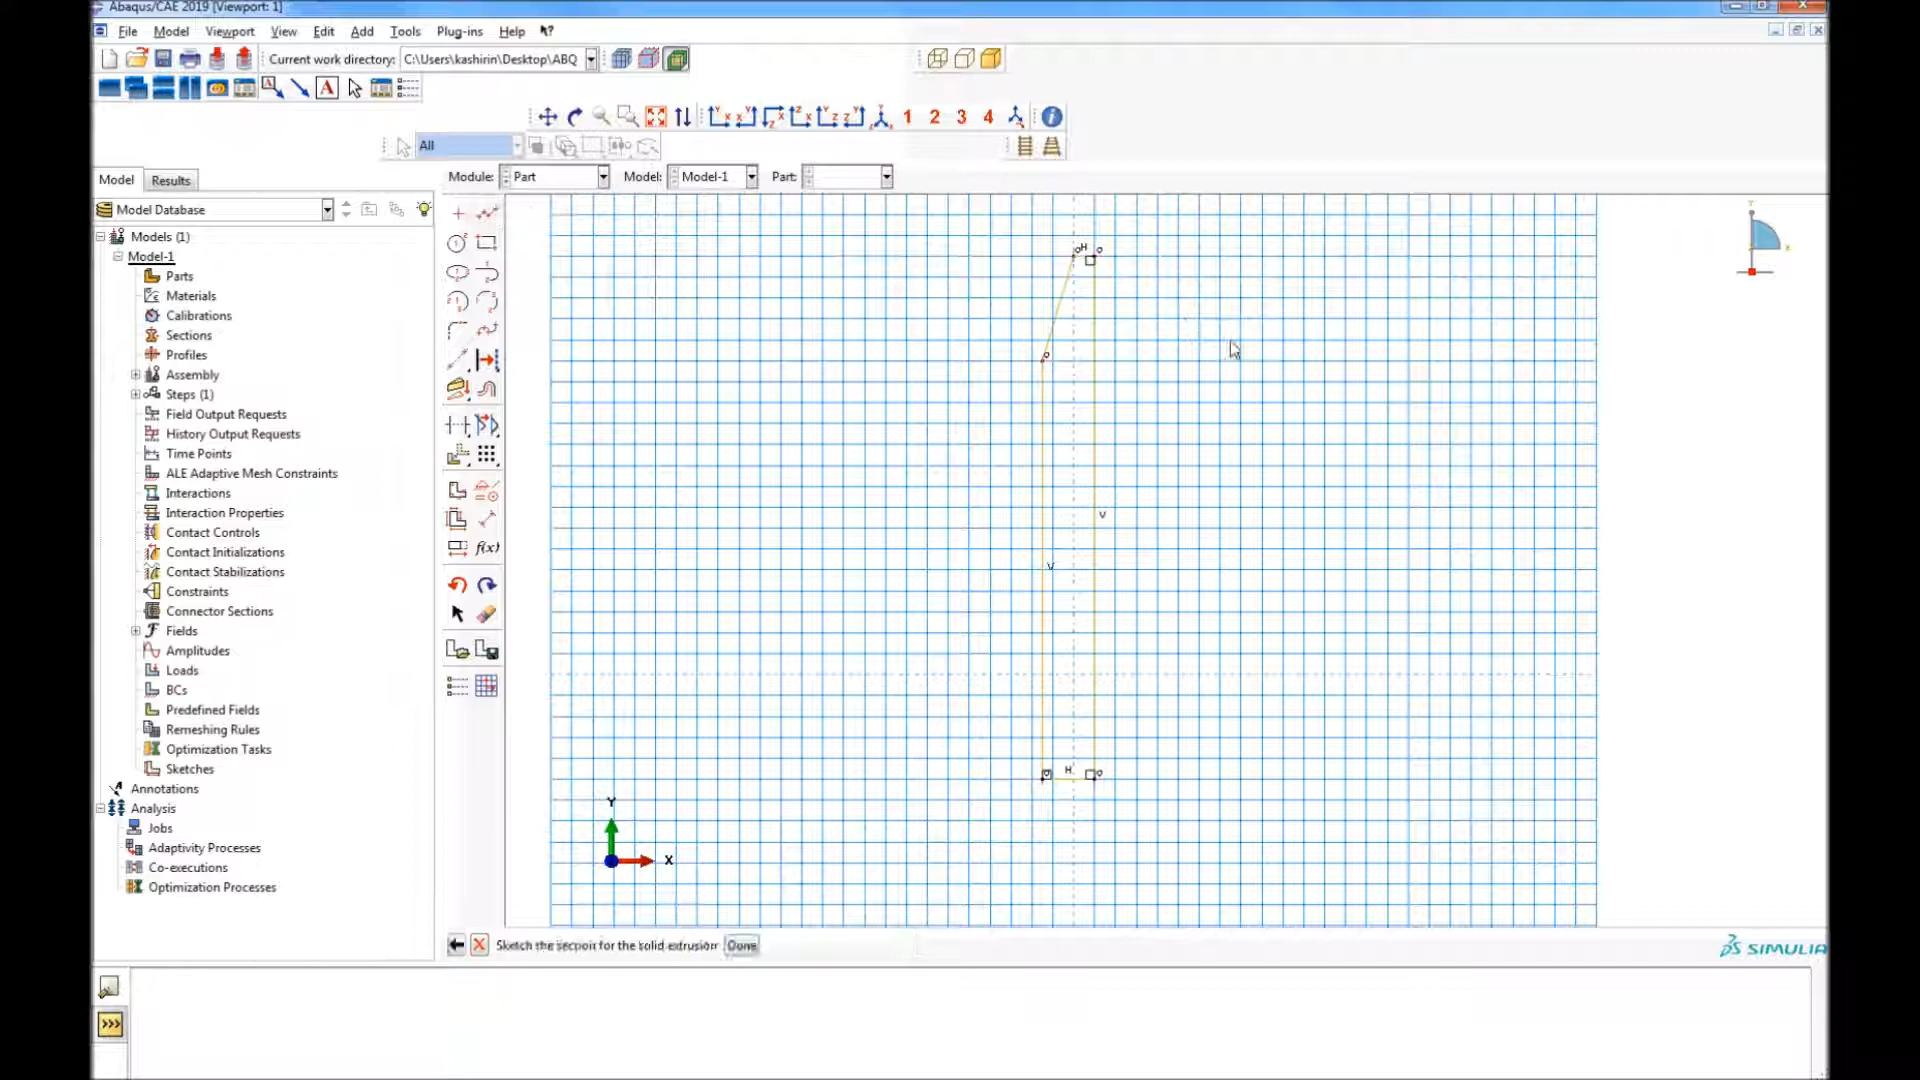 Abaqus/CAE 2019 [Viewport: 1]
File Model Viewport View Edit Add Tools Plug-ins Help
Current work directory: C:\Users\kashirin\Desktop\ABQ
A
1 2 3 4
All
Model Results
Module: Part Model: Model-1 Part:
Model Database
Models (1)
Model-1
Parts
Materials
Calibrations
Sections
Profiles
Assembly
Steps (1)
Field Output Requests
History Output Requests
Time Points
ALE Adaptive Mesh Constraints
Interactions
Interaction Properties
Contact Controls
Contact Initializations
Contact Stabilizations
Constraints
Connector Sections
Fields
Amplitudes
Loads
BCs
Predefined Fields
Remeshing Rules
Optimization Tasks
Sketches
Annotations
Analysis
Jobs
Adaptivity Processes
Co-executions
Optimization Processes
f(x)
H
V
V
H
Y
X
Y
X
Sketch the section for the solid extrusion Done
SIMULIA
>>>